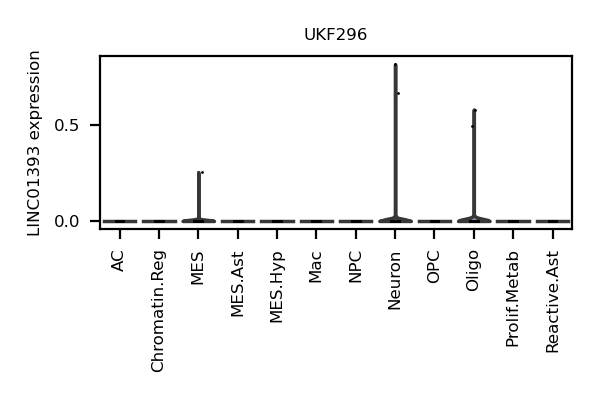 UKF296
LINC01393 expression
0.5
0.0
AC
Chromatin.Reg
MES
MES.Ast
MES.Hyp
Mac
NPC
Neuron
OPC
Oligo
Prolif.Metab
Reactive.Ast